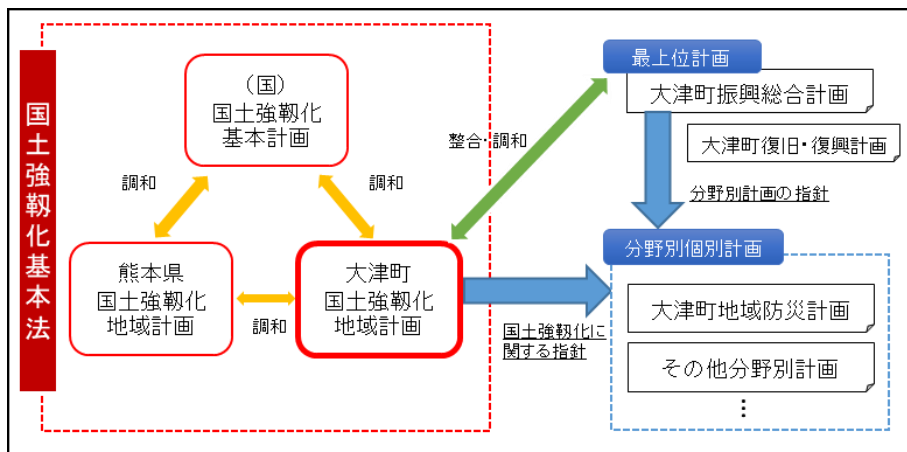 国土強靱化基本法
（国）
国土強靱化
基本計画
調和
調和
熊本県
国土強靱化
地域計画
調和
大津町
国土強靱化
地域計画
整合・調和
最上位計画
大津町振興総合計画
大津町復旧・復興計画
分野別計画の指針
国土強靱化に
関する指針
分野別個別計画
大津町地域防災計画
その他分野別計画
⋮